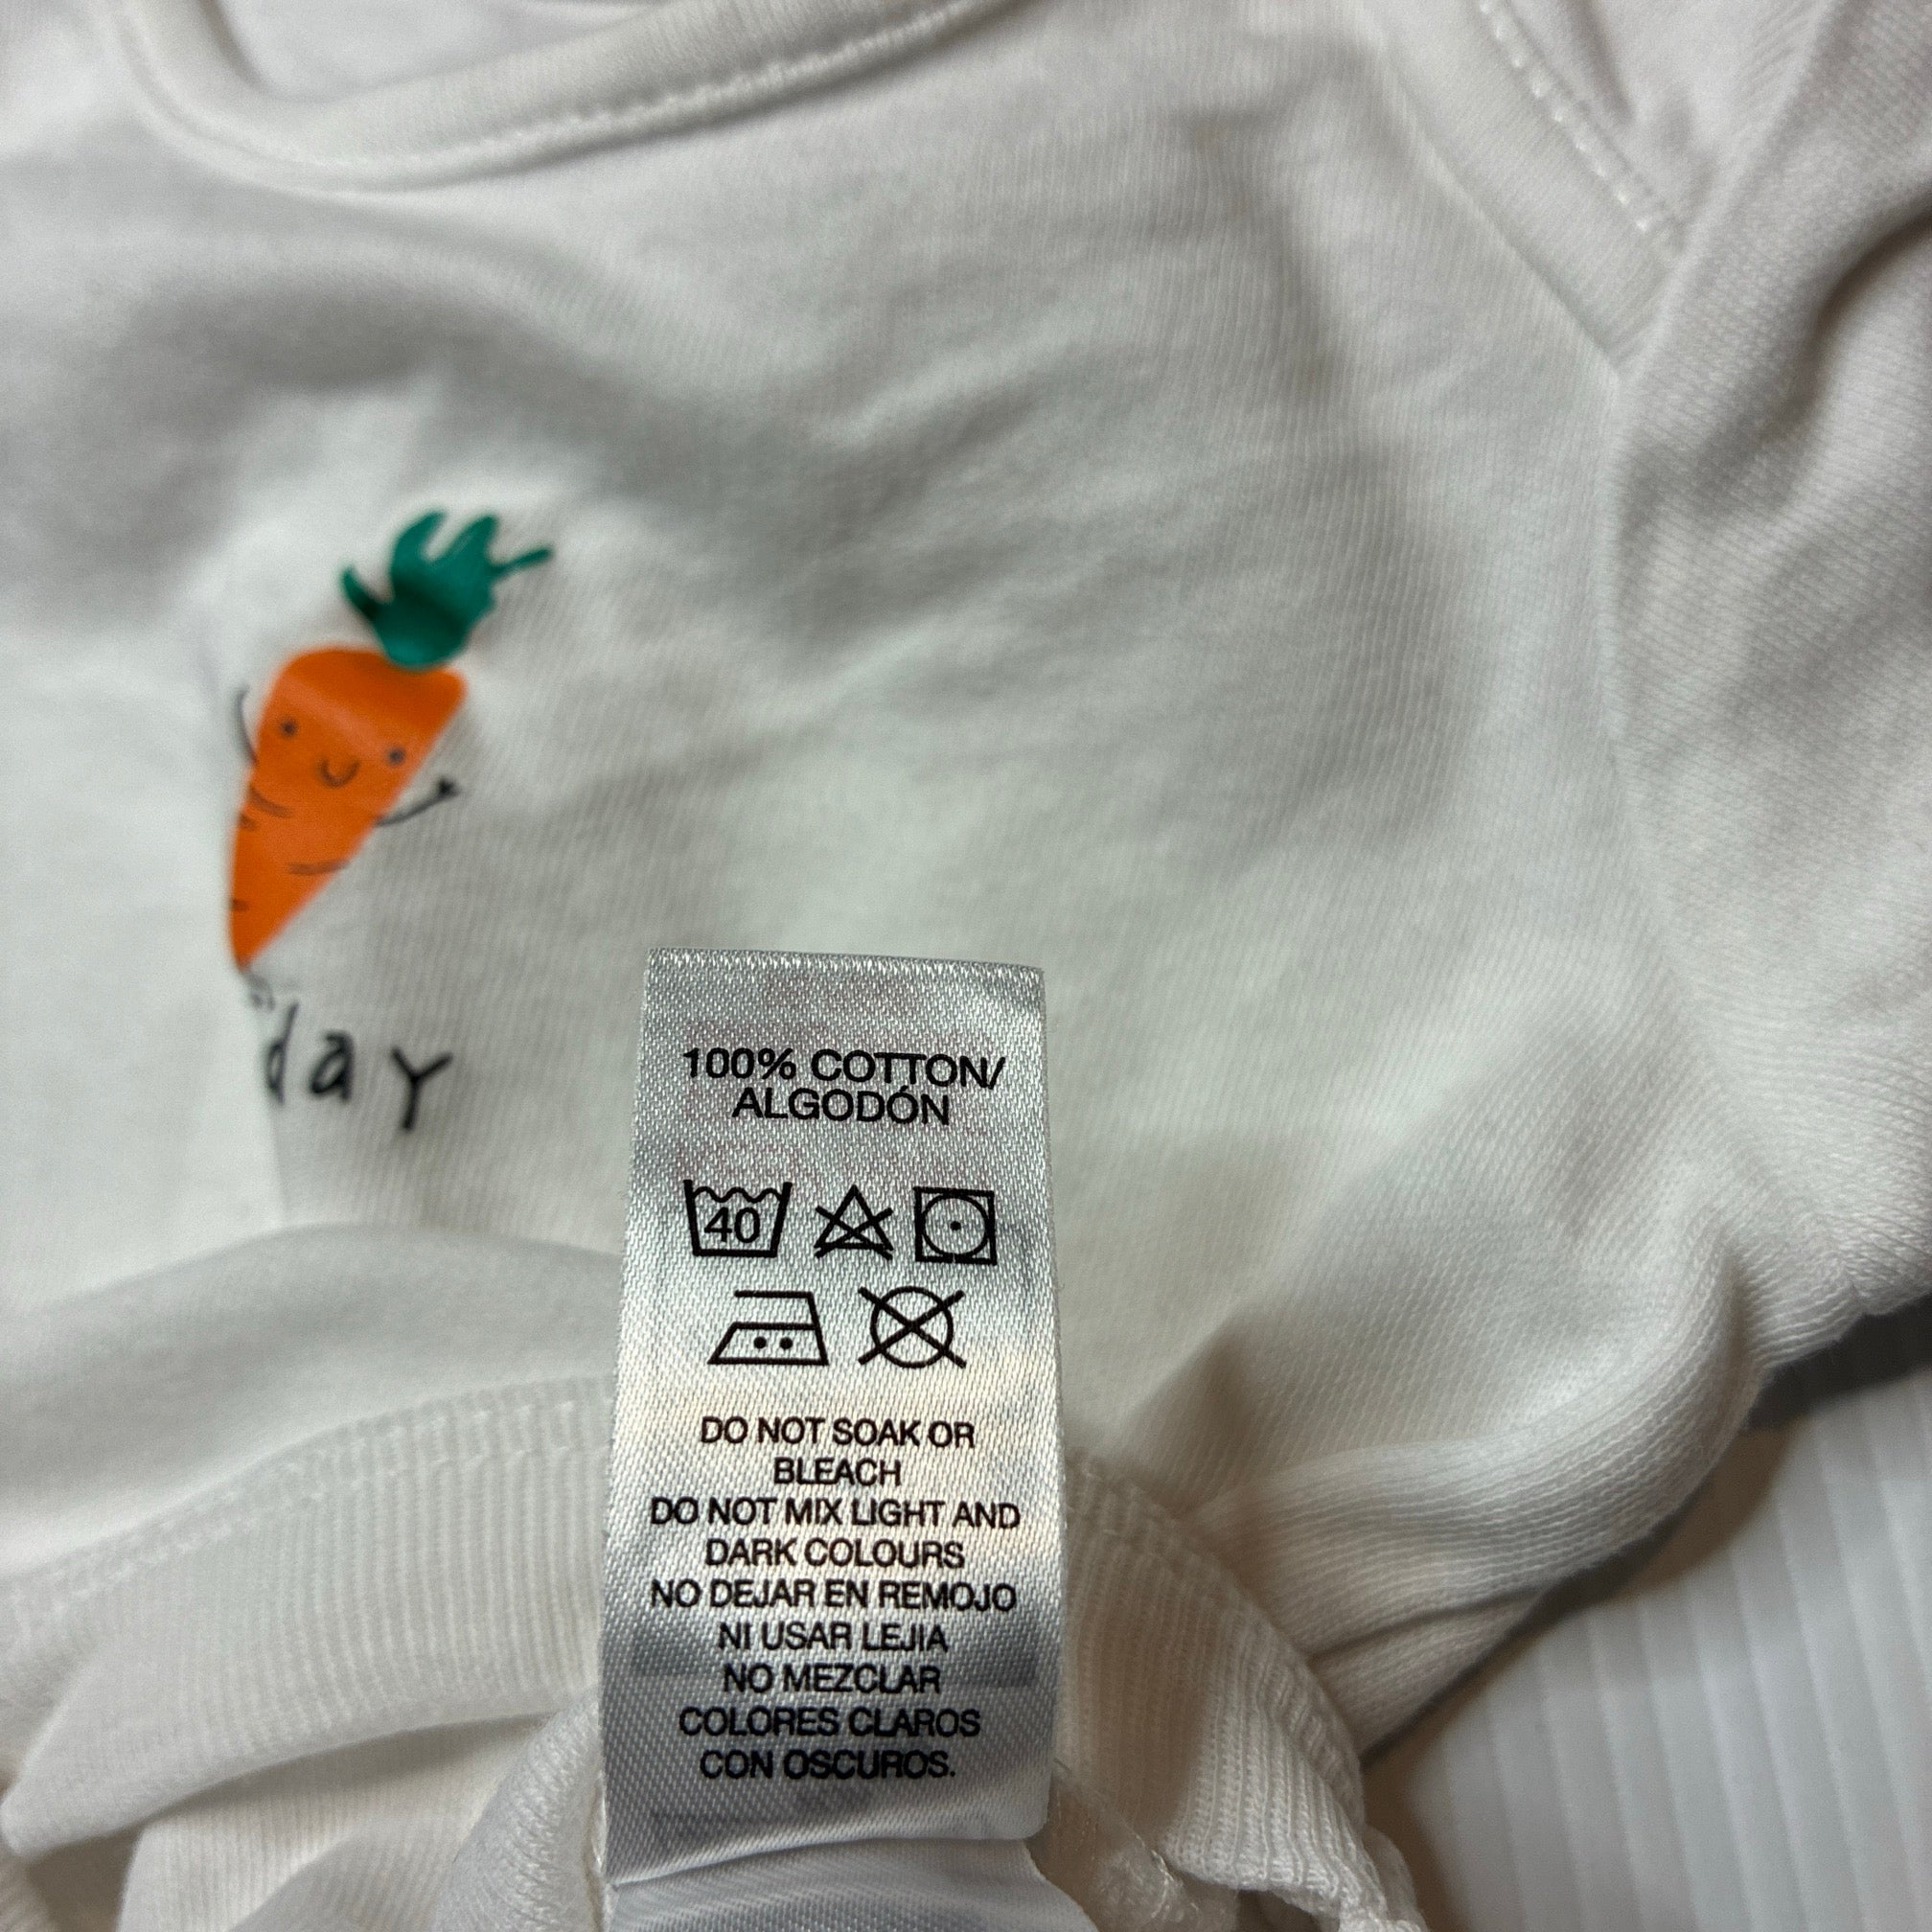 day
100% COTTON/
ALGODÓN
40
DO NOT SOAK OR
BLEACH
DO NOT MIX LIGHT AND
DARK COLOURS
NO DEJAR EN REMOJO
NI USAR LEJIA
NO MEZCLAR
COLORES CLAROS
CON OSCUROS.